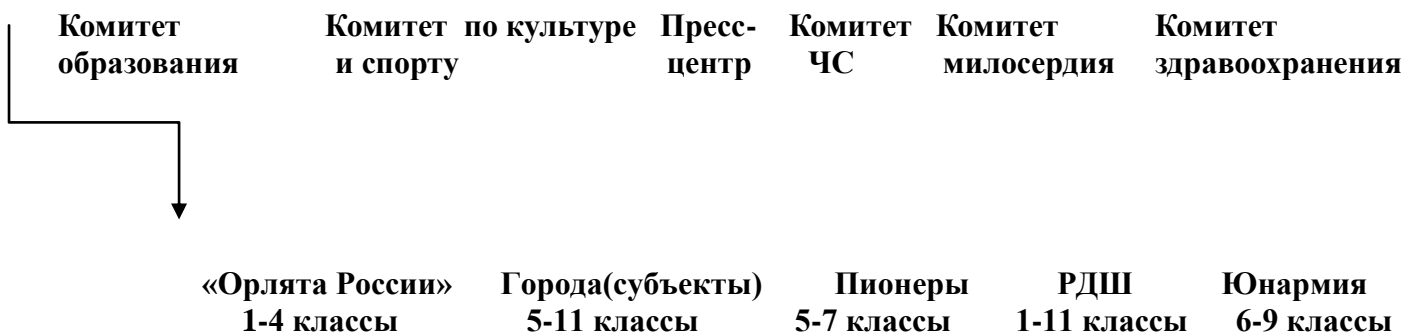 Комитет Комитет по культуре Пресс- Комитет Комитет Комитет
образования и спорту центр ЧС милосердия здравоохранения
«Орлята России» Города(субъекты) Пионеры РДШ Юнармия
1-4 классы 5-11 классы 5-7 классы 1-11 классы 6-9 классы